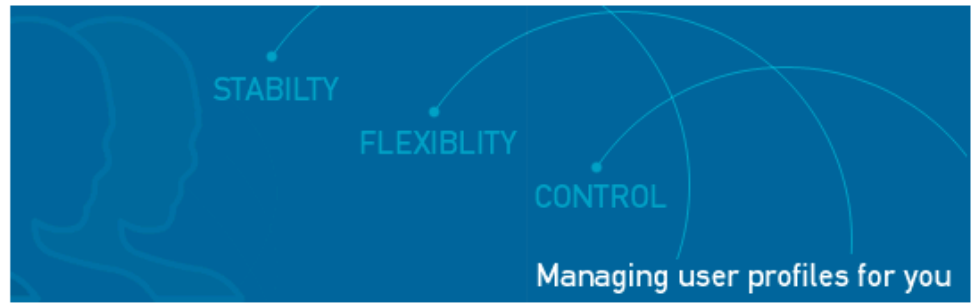 STABILTY
FLEXIBLITY
CONTROL
Managing user profiles for you